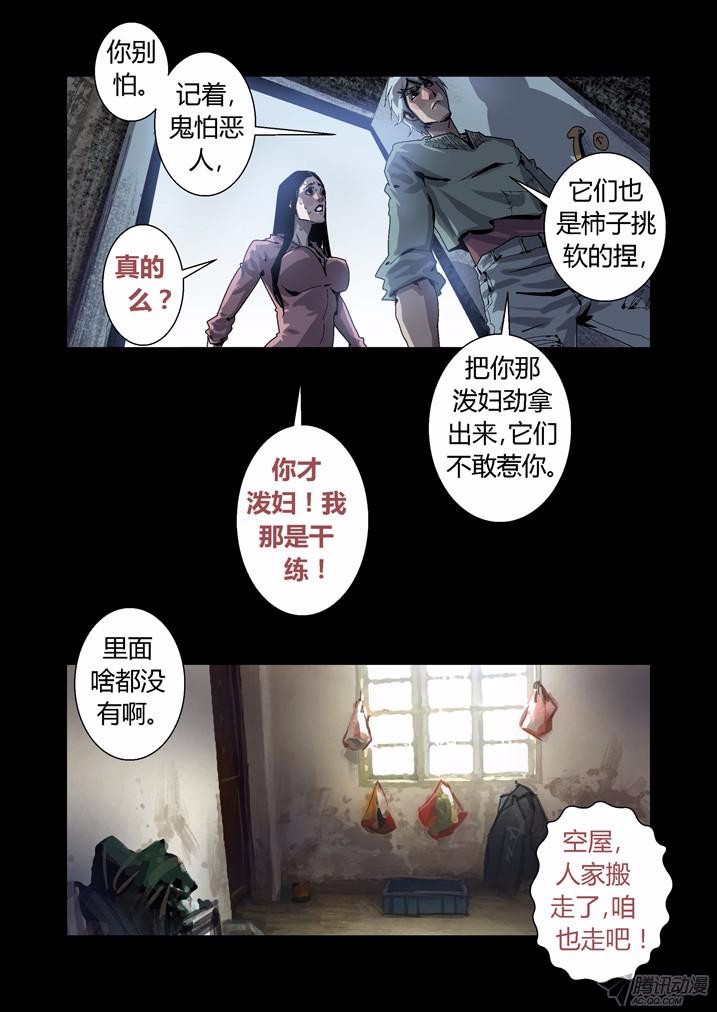 你别
怕。
记着，
鬼怕恶
人，
真的
么？
它们也
是柿子挑
软的捏，
把你那
泼妇劲拿
出来，它们
不敢惹你。
你才
泼妇！我
那是干
练！
里面
啥都没
有啊。
空屋，
人家搬
走了，咱
也走吧！
腾讯动漫